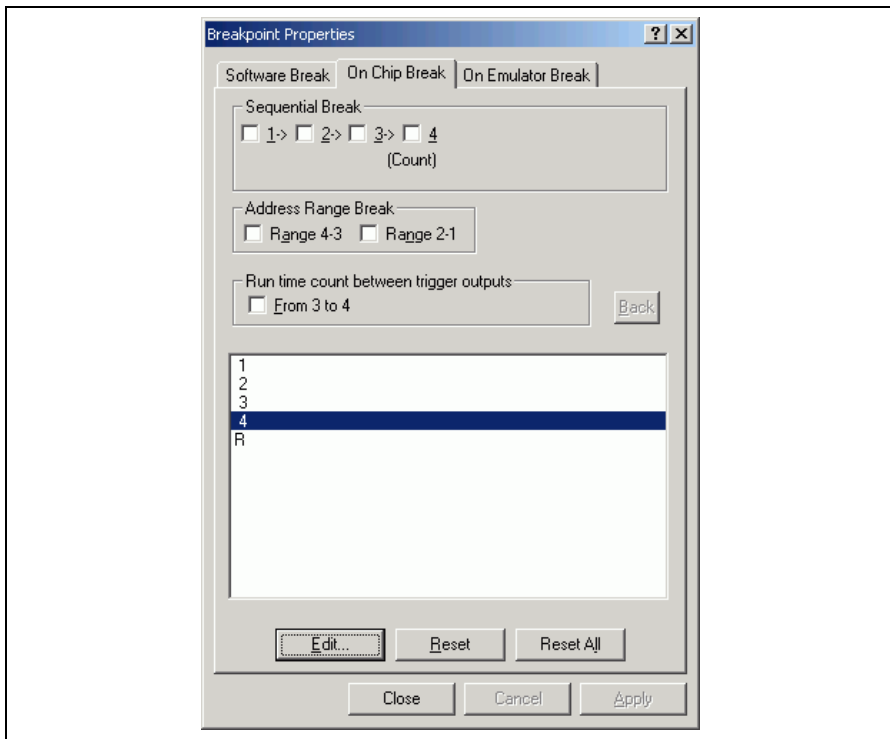 Breakpoint Properties
Software Break On Chip Break On Emulator Break
Sequential Break
1-> 2-> 3-> 4
(Count)
Address Range Break
Range 4-3 Range 2-1
Run time count between trigger outputs
From 3 to 4
Back
1
2
3
4
R
Edit... Reset Reset All
Close Cancel Apply